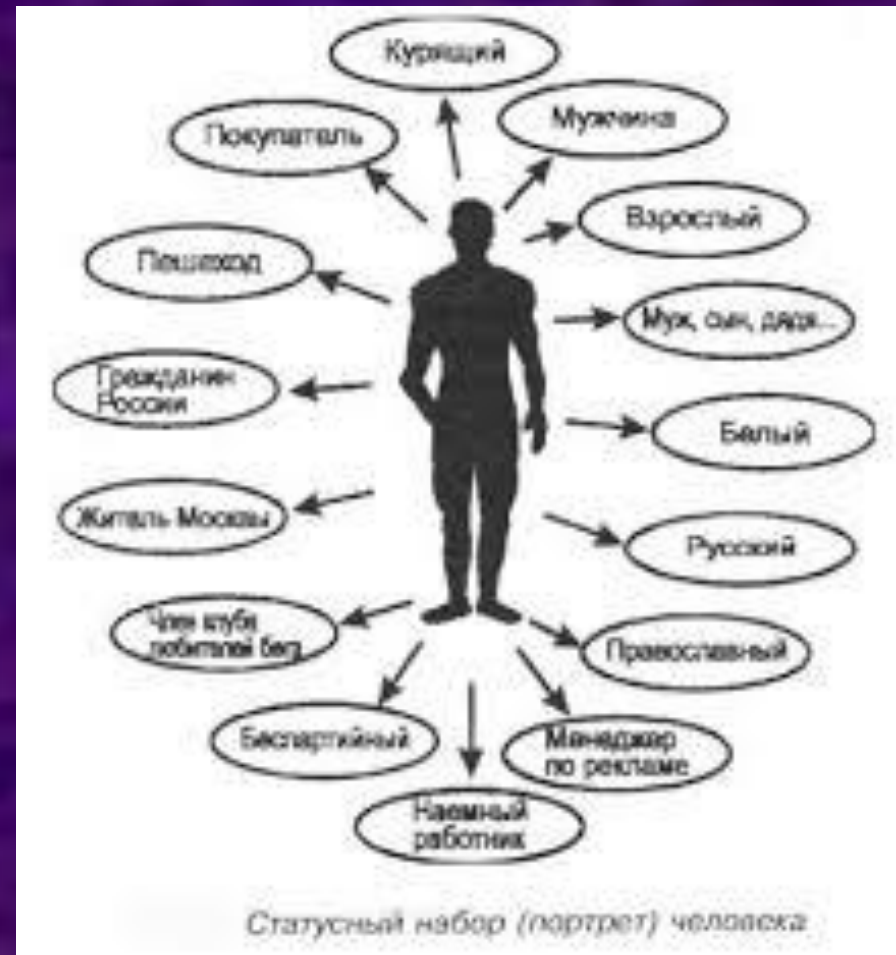 Курящий
Мужчина
Взрослый
Муж, сын, дядя...
Белый
Русский
Православный
Менеджер
по рекламе
Наемный
работник
Беспартийный
Член клуба
любителей бега
Житель Москвы
Гражданин
России
Пешеход
Покупатель
Статусный набор (портрет) человека